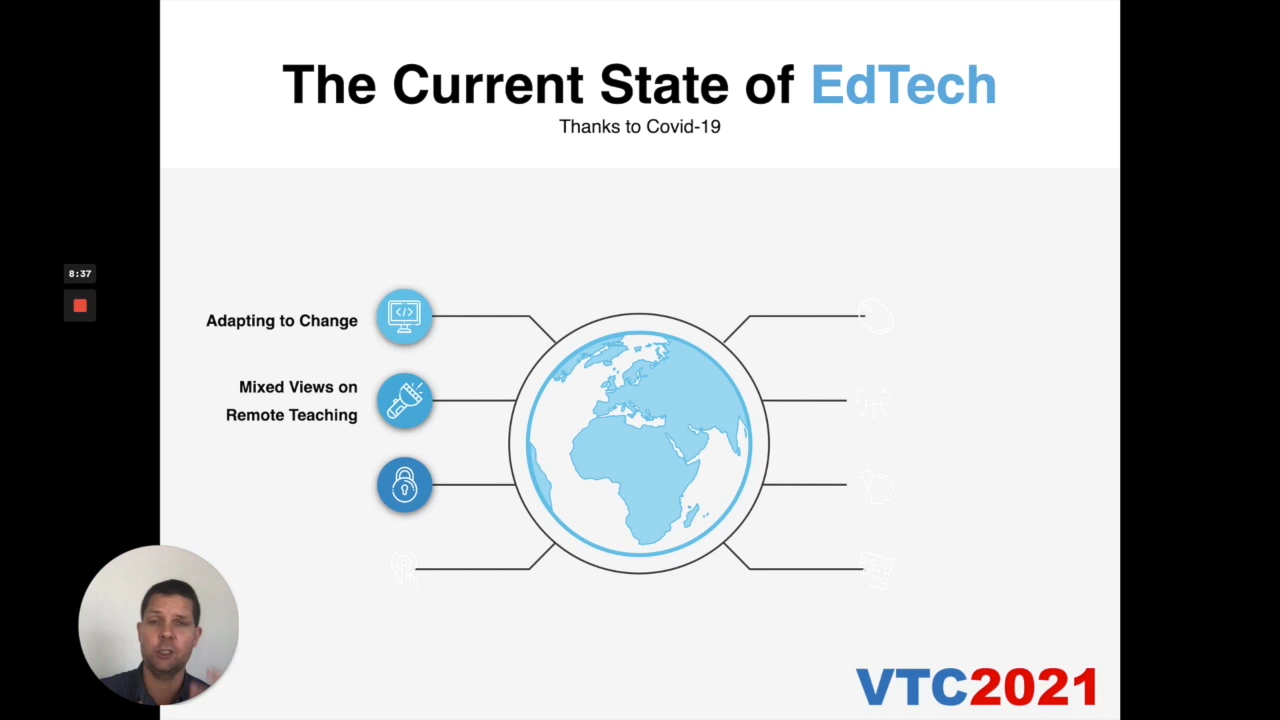 The Current State of EdTech
Thanks to Covid-19
8:37
Adapting to Change
Mixed Views on
Remote Teaching
VTC2021